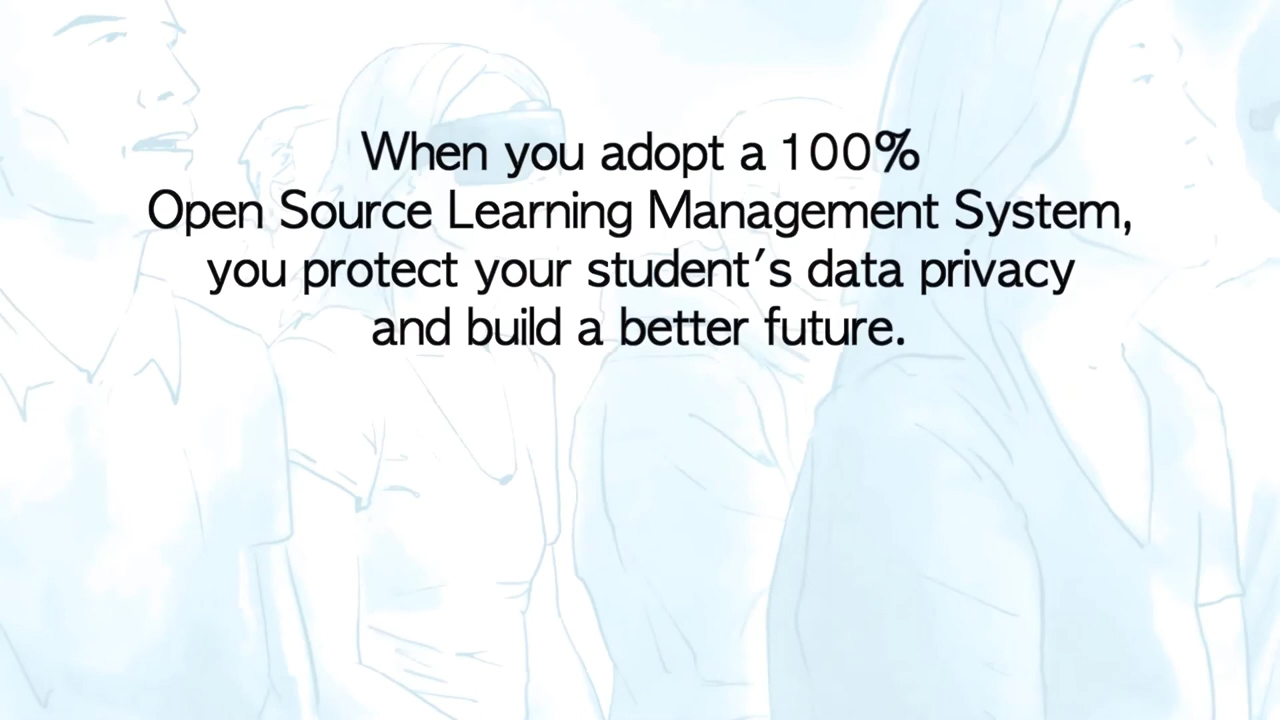 When you adopt a 100%
Open Source Learning Management System,
you protect your student′s data privacy
and build a better future.